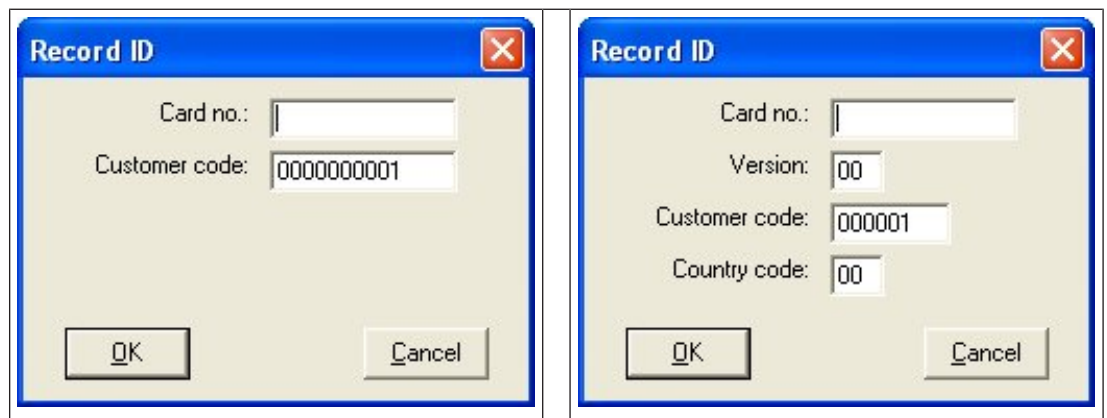 Record ID
Card no.:
Customer code: 0000000001
OK Cancel
Record ID
Card no.:
Version: 00
Customer code: 000001
Country code: 00
OK Cancel